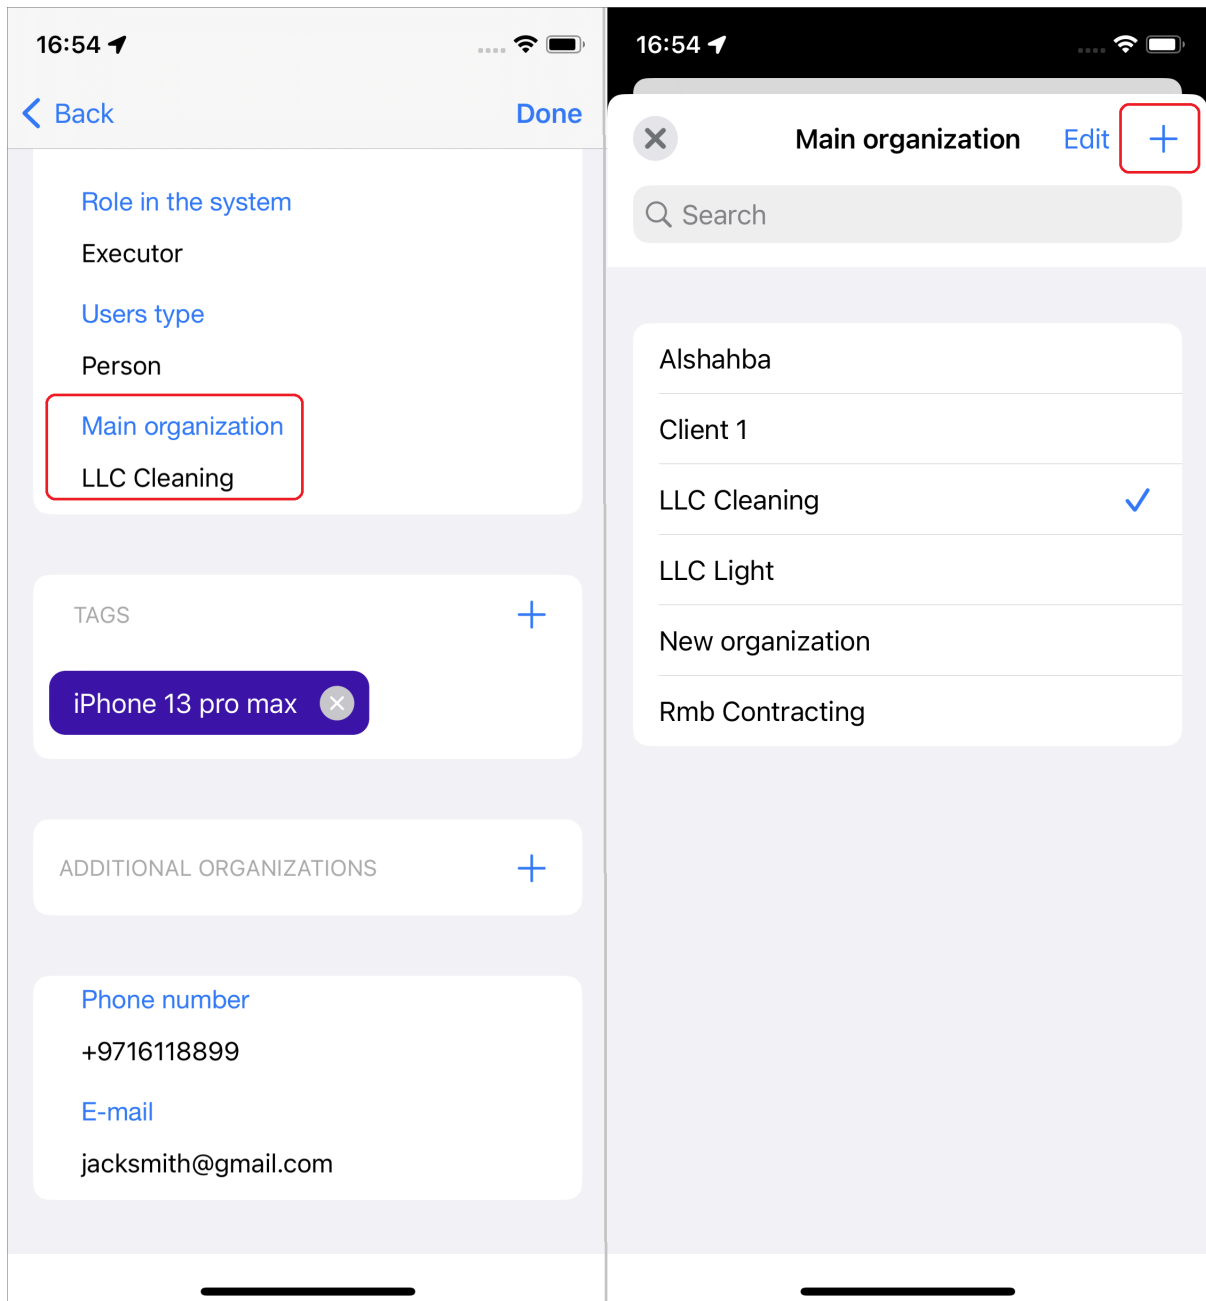 16:54
Back
Done
Role in the system
Executor
Users type
Person
Main organization
LLC Cleaning
TAGS
iPhone 13 pro max
ADDITIONAL ORGANIZATIONS
Phone number
+9716118899
E-mail
jacksmith@gmail.com
16:54
Main organization
Edit
Search
Alshahba
Client 1
LLC Cleaning
LLC Light
New organization
Rmb Contracting